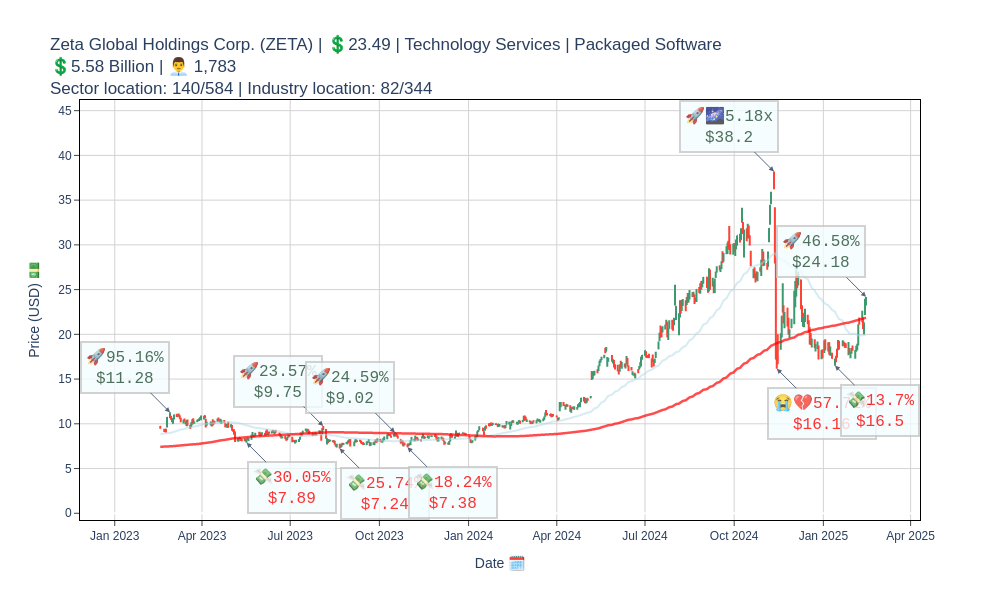 Zeta Global Holdings Corp. (ZETA) | 💲23.49 | Technology Services | Packaged Software
💲5.58 Billion | 👨‍💼 1,783
Sector location: 140/584 | Industry location: 82/344
Price (USD) 💵
45
40
35
30
25
20
15
10
5
0
🚀🌌5.18x
$38.2
🚀46.58%
$24.18
🚀95.16%
$11.28
🚀23.57
$9.75
🚀24.59%
$9.02
😭💔57.
$16.16
💸13.7%
$16.5
💸30.05%
$7.89
💸25.74
$7.24
💸18.24%
$7.38
Jan 2023
Apr 2023
Jul 2023
Oct 2023
Jan 2024
Apr 2024
Jul 2024
Oct 2024
Jan 2025
Apr 2025
Date 🗓️